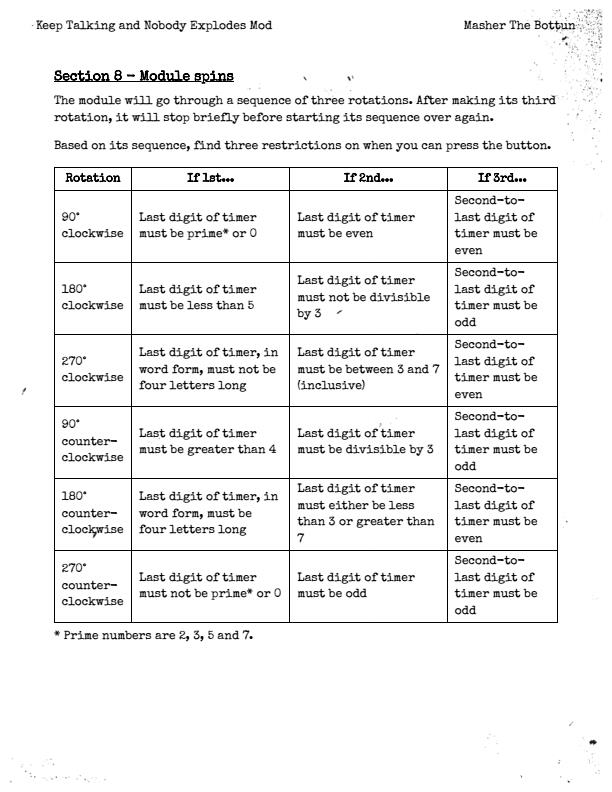 Keep Talking and Nobody Explodes Mod
Masher The Bottun
Section 8 – Module spins
The module will go through a sequence of three rotations. After making its third
rotation, it will stop briefly before starting its sequence over again.
Based on its sequence, find three restrictions on when you can press the button.
Rotation
If 1st...
If 2nd...
If 3rd...
90°
clockwise
Last digit of timer
must be prime* or 0
Last digit of timer
must be even
Second-to-
last digit of
timer must be
even
180°
clockwise
Last digit of timer
must be less than 5
Last digit of timer
must not be divisible
by 3
Second-to-
last digit of
timer must be
odd
270°
clockwise
Last digit of timer, in
word form, must not be
four letters long
Last digit of timer
must be between 3 and 7
(inclusive)
Second-to-
last digit of
timer must be
even
90°
counter-
clockwise
Last digit of timer
must be greater than 4
Last digit of timer
must be divisible by 3
Second-to-
last digit of
timer must be
odd
180°
counter-
clockwise
Last digit of timer, in
word form, must be
four letters long
Last digit of timer
must either be less
than 3 or greater than
7
Second-to-
last digit of
timer must be
even
270°
counter-
clockwise
Last digit of timer
must not be prime* or 0
Last digit of timer
must be odd
Second-to-
last digit of
timer must be
odd
* Prime numbers are 2, 3, 5 and 7.